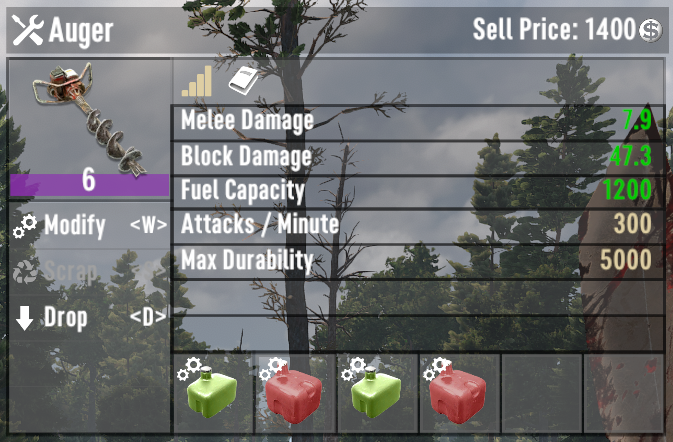 Auger
Sell Price: 1400
6
Modify <W>
Scrap
Drop <D>
Melee Damage 7.9
Block Damage 47.3
Fuel Capacity 1200
Attacks / Minute 300
Max Durability 5000